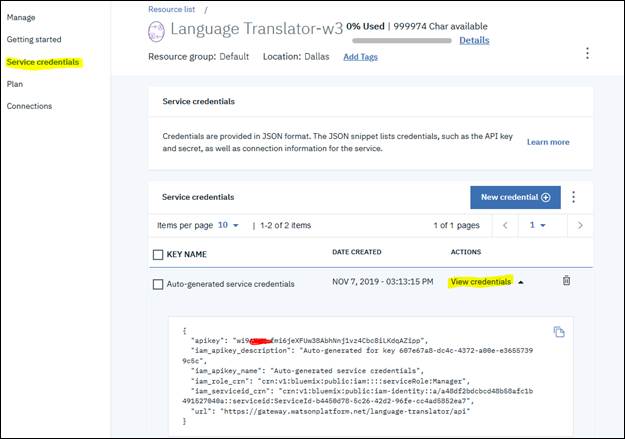 Resource list /
Manage
Getting started
Service credentials
Plan
Connections
Language Translator-w3 0% Used | 999974 Char available
Details
Resource group: Default Location: Dallas Add Tags
Service credentials
Credentials are provided in JSON format. The JSON snippet lists credentials, such as the API key
and secret, as well as connection information for the service.
Learn more
Service credentials
New credential
Items per page 10 | 1-2 of 2 items 1 of 1 pages 1
KEY NAME DATE CREATED ACTIONS
Auto-generated service credentials NOV 7, 2019 - 03:13:15 PM View credentials
{
"apikey": "wi9 fmi6jeXFUw38AbhNnj1vz4Cbc8iLKdqAZipp",
"iam_apikey_description": "Auto-generated for key 607e67a8-dc4c-4372-a00e-e3655739
9c5c",
"iam_apikey_name": "Auto-generated service credentials",
"iam_role_crn": "crn:v1:bluemix:public:iam::::serviceRole:Manager",
"iam_serviceid_crn": "crn:v1:bluemix:public:iam-identity::a/a48df2bdcbcd48b58afc1b
491527040a::serviceid:ServiceId-b4450d78-5c26-42d2-96fe-cc4ad5852ea7",
"url": "https://gateway.watsonplatform.net/language-translator/api"
}